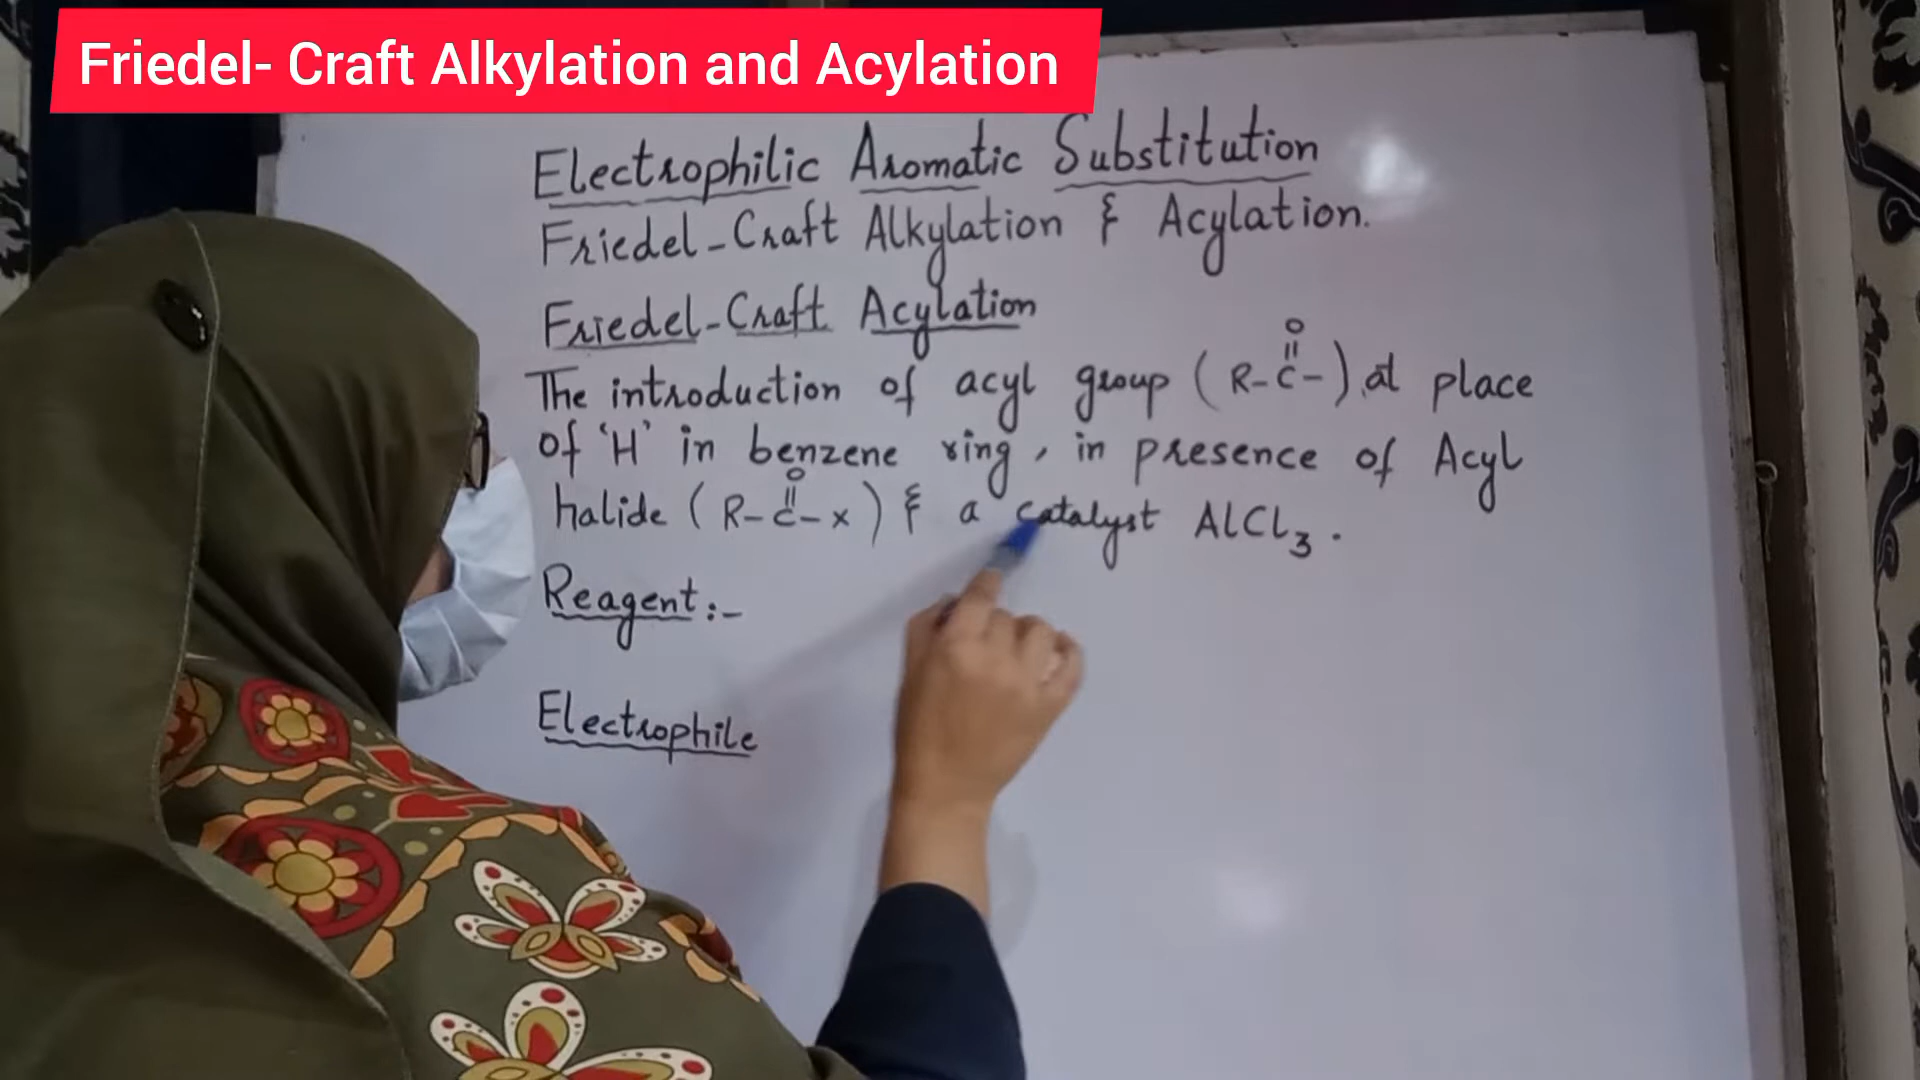 Friedel- Craft Alkylation and Acylation
Electrophilic Aromatic Substitution
Friedel-Craft Alkylation & Acylation.
Friedel-Craft Acylation
O
||
The introduction of acyl group (R-C-) at place
of 'H' in benzene ring, in presence of Acyl
O
||
halide (R-C-X) & a catalyst AlCl3.
Reagent:-
Electrophile